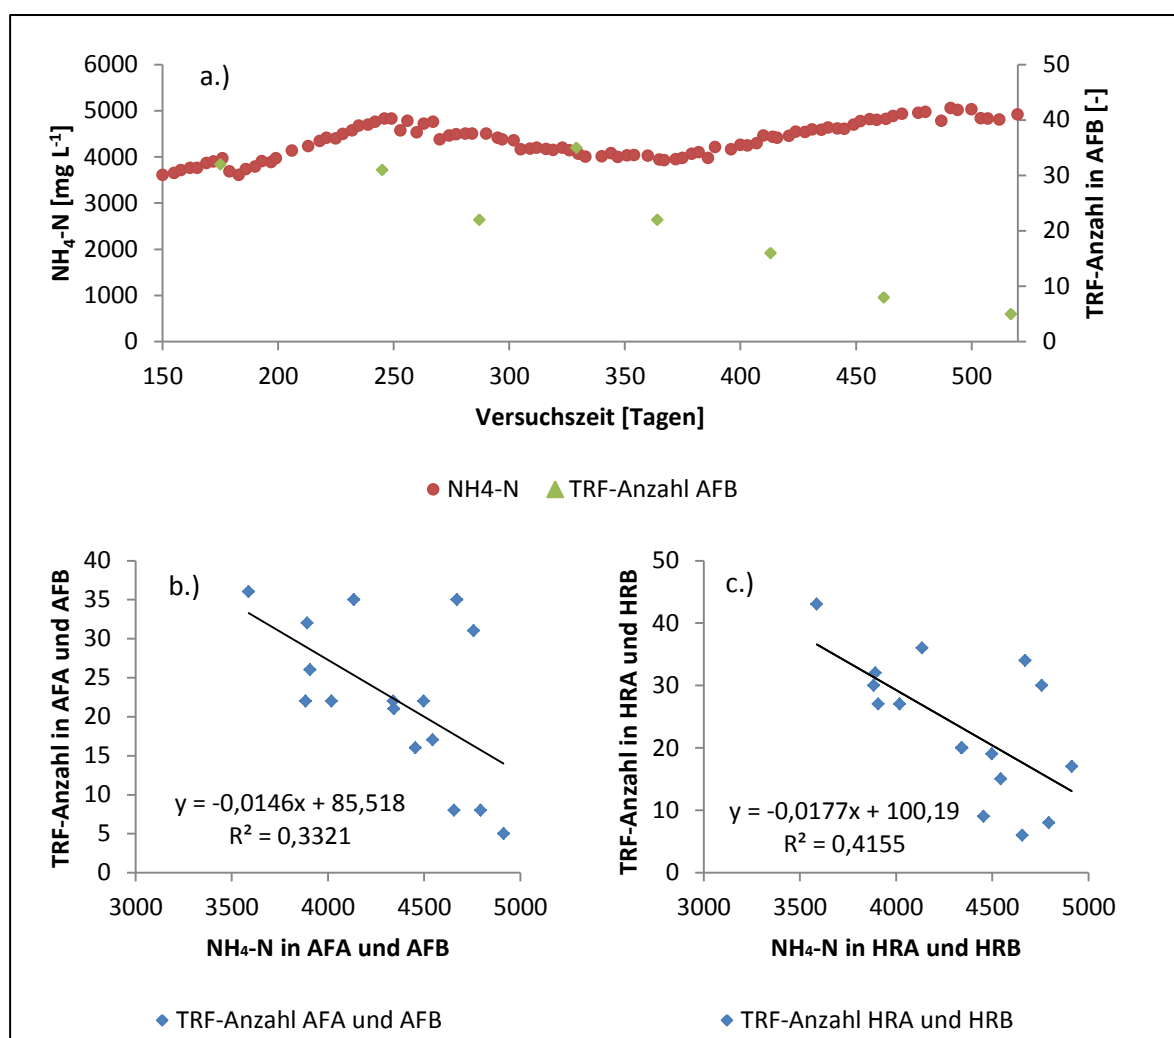 a.)
NH₄-N [mg L⁻¹]
6000
5000
4000
3000
2000
1000
0
50
40
30
20
10
0
TRF-Anzahl in AFB [-]
150 200 250 300 350 400 450 500
Versuchszeit [Tagen]
NH4-N TRF-Anzahl AFB
b.)
TRF-Anzahl in AFA und AFB
40
35
30
25
20
15
10
5
0
y = -0,0146x + 85,518
R² = 0,3321
3000 3500 4000 4500 5000
NH₄-N in AFA und AFB
TRF-Anzahl AFA und AFB
c.)
TRF-Anzahl in HRA und HRB
50
40
30
20
10
0
y = -0,0177x + 100,19
R² = 0,4155
3000 3500 4000 4500 5000
NH₄-N in HRA und HRB
TRF-Anzahl HRA und HRB